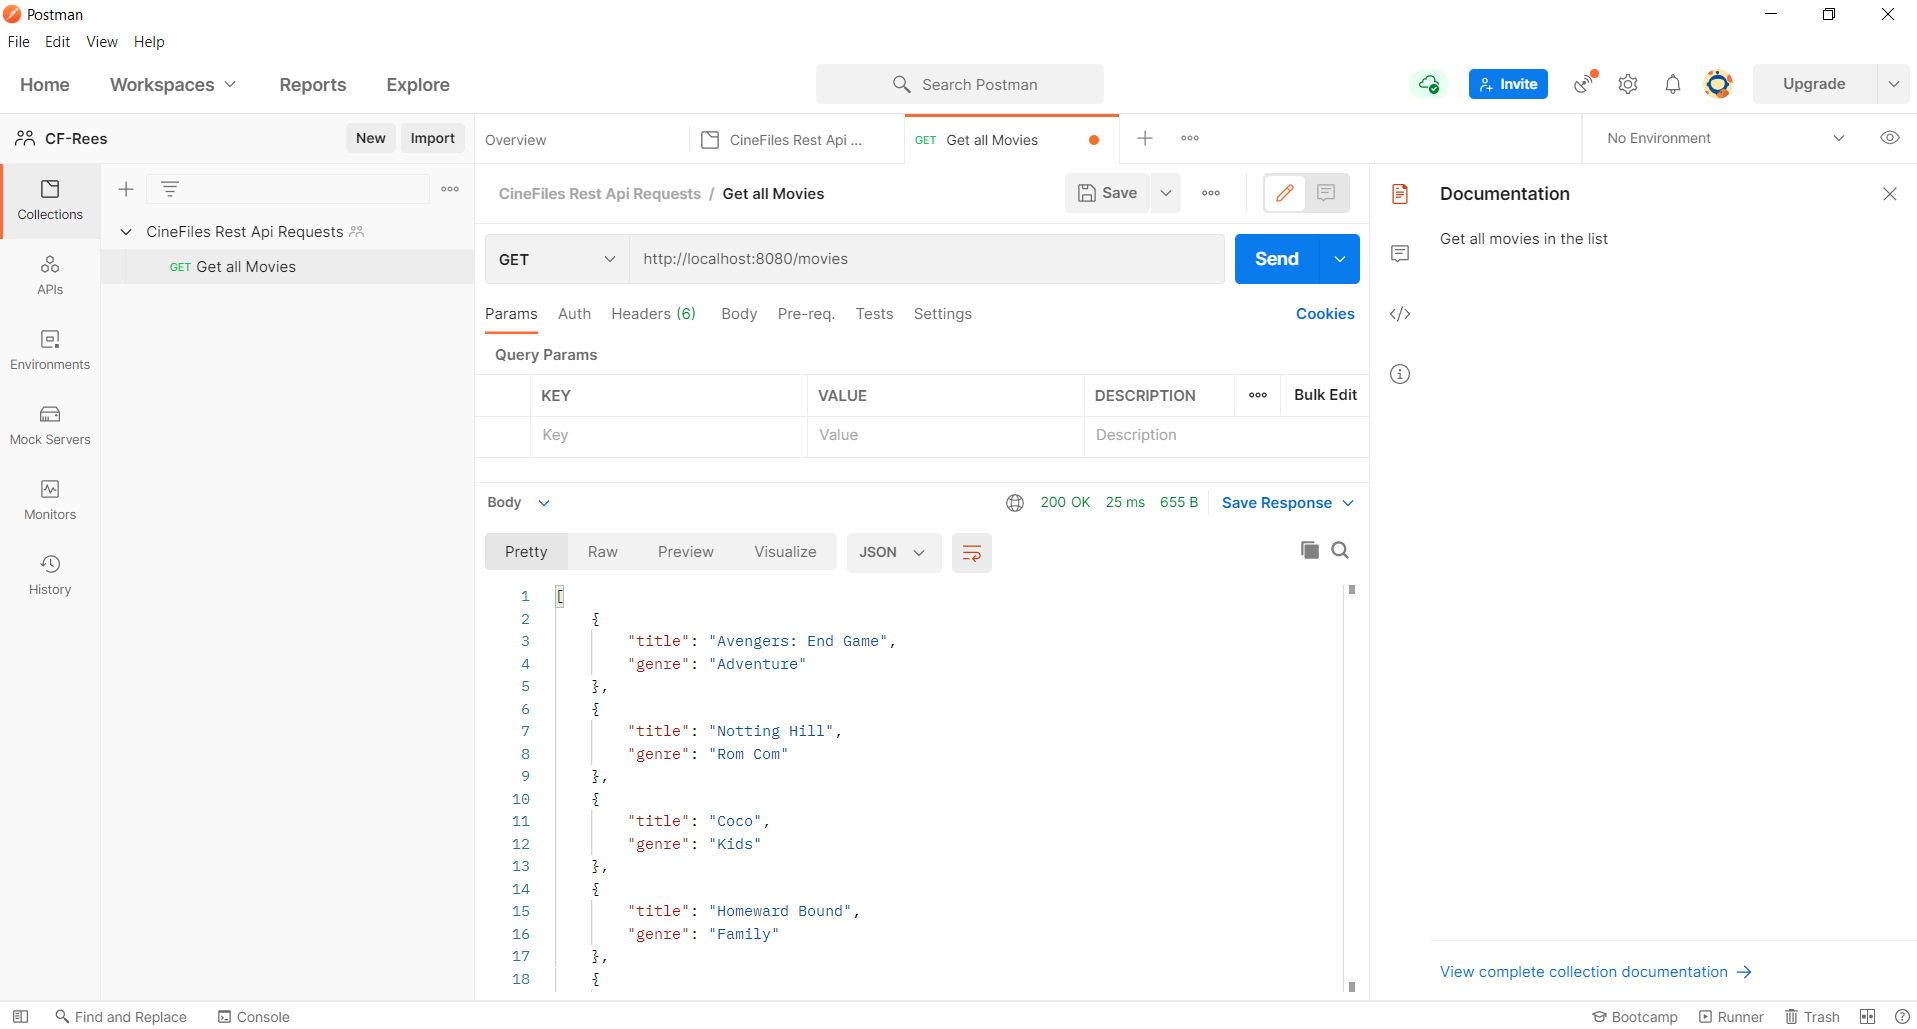 Postman
File Edit View Help
Home Workspaces Reports Explore Search Postman Invite Upgrade
CF-Rees New Import Overview CineFiles Rest Api ... GET Get all Movies No Environment
Collections
APIs
Environments
Mock Servers
Monitors
History
CineFiles Rest Api Requests
GET Get all Movies
CineFiles Rest Api Requests / Get all Movies Save
GET http://localhost:8080/movies Send
Params Auth Headers (6) Body Pre-req. Tests Settings Cookies
Query Params
KEY VALUE DESCRIPTION Bulk Edit
Key Value Description
Body 200 OK 25 ms 655 B Save Response
Pretty Raw Preview Visualize JSON
1 [
2 {
3 "title": "Avengers: End Game",
4 "genre": "Adventure"
5 },
6 {
7 "title": "Notting Hill",
8 "genre": "Rom Com"
9 },
10 {
11 "title": "Coco",
12 "genre": "Kids"
13 },
14 {
15 "title": "Homeward Bound",
16 "genre": "Family"
17 },
18 {
Documentation
Get all movies in the list
View complete collection documentation →
Find and Replace Console Bootcamp Runner Trash